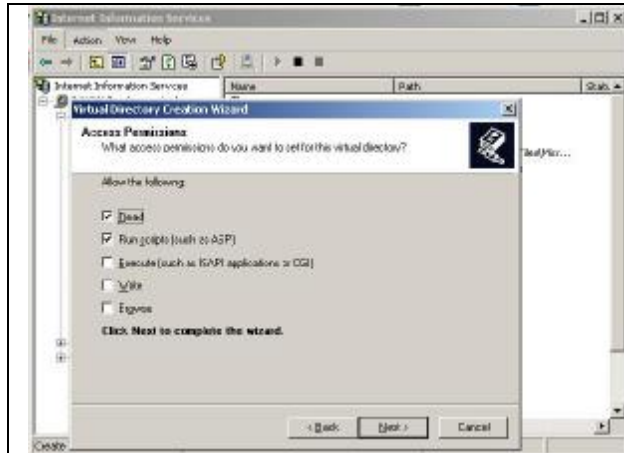 Internet Information Services
File Action View Help
Internet Information Services Name Path Stat
Virtual Directory Creation Wizard
Access Permissions
What access permissions do you want to set for this virtual directory?
Allow the following:
Read
Run scripts (such as ASP)
Execute (such as ISAPI applications or CGI)
Write
Browse
Click Next to complete the wizard.
< Back Next > Cancel
Create